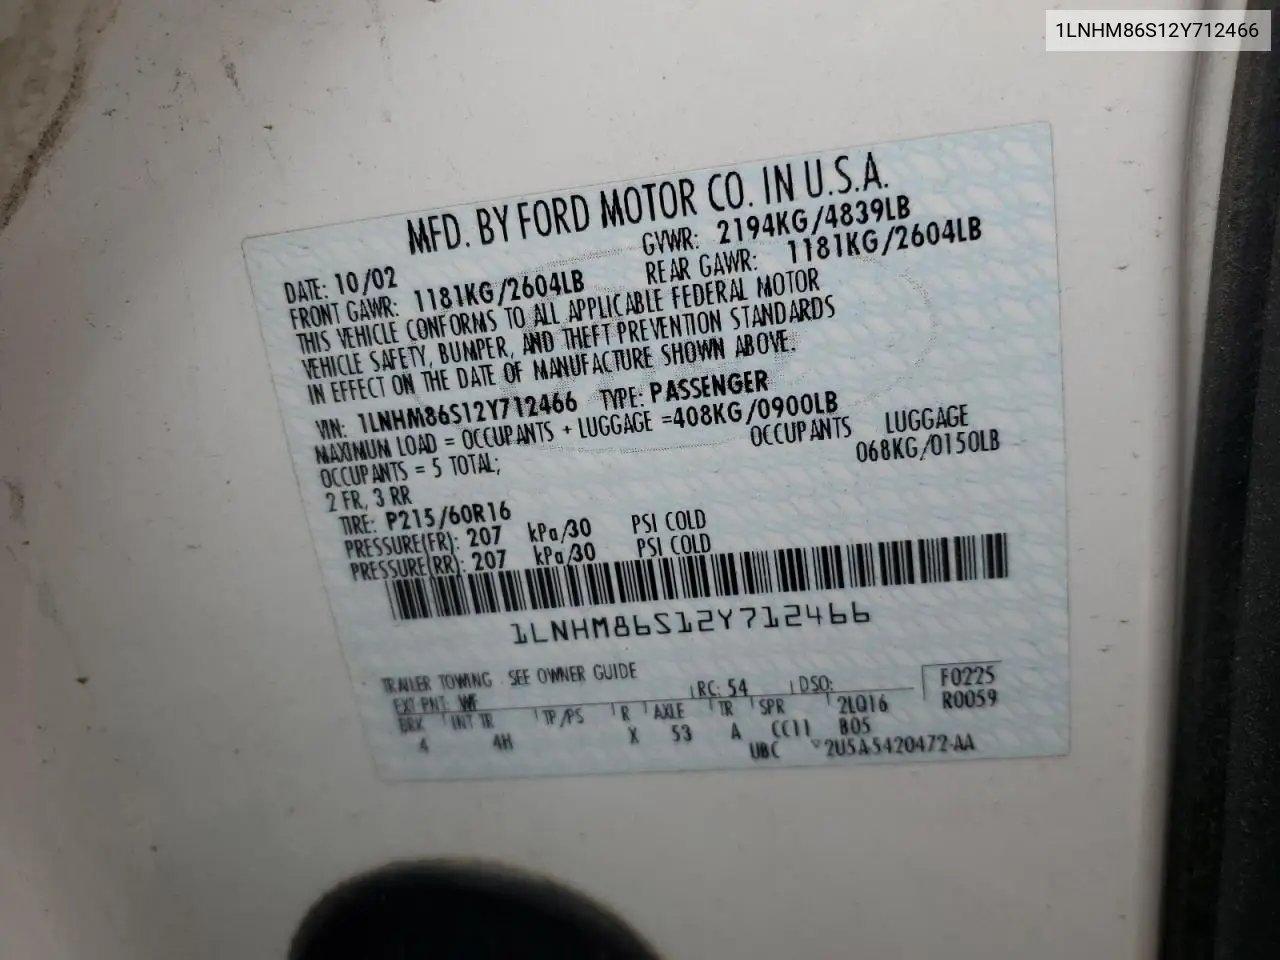 1LNHM86S12Y712466
MFD. BY FORD MOTOR CO. IN U.S.A.
DATE: 10/02 GVWR: 2194KG/4839LB
FRONT GAWR: 1181KG/2604LB REAR GAWR: 1181KG/2604LB
THIS VEHICLE CONFORMS TO ALL APPLICABLE FEDERAL MOTOR
VEHICLE SAFETY, BUMPER, AND THEFT PREVENTION STANDARDS
IN EFFECT ON THE DATE OF MANUFACTURE SHOWN ABOVE.
VIN: 1LNHM86S12Y712466 TYPE: PASSENGER
MAXIMUM LOAD = OCCUPANTS + LUGGAGE =408KG/0900LB
OCCUPANTS = 5 TOTAL; OCCUPANTS LUGGAGE
2 FR, 3 RR 068KG/0150LB
TIRE: P215/60R16
PRESSURE(FR): 207 kPa/30 PSI COLD
PRESSURE(RR): 207 kPa/30 PSI COLD
1LNHM86S12Y712466
TRAILER TOWING - SEE OWNER GUIDE
EXT PNT: WF RC: 54 DSO: F0225
BRK INT TR TP/PS R AXLE TR SPR 2LQ16 R0059
4 4H X 53 A CC11 B05
UBC 2U5A-5420472-AA